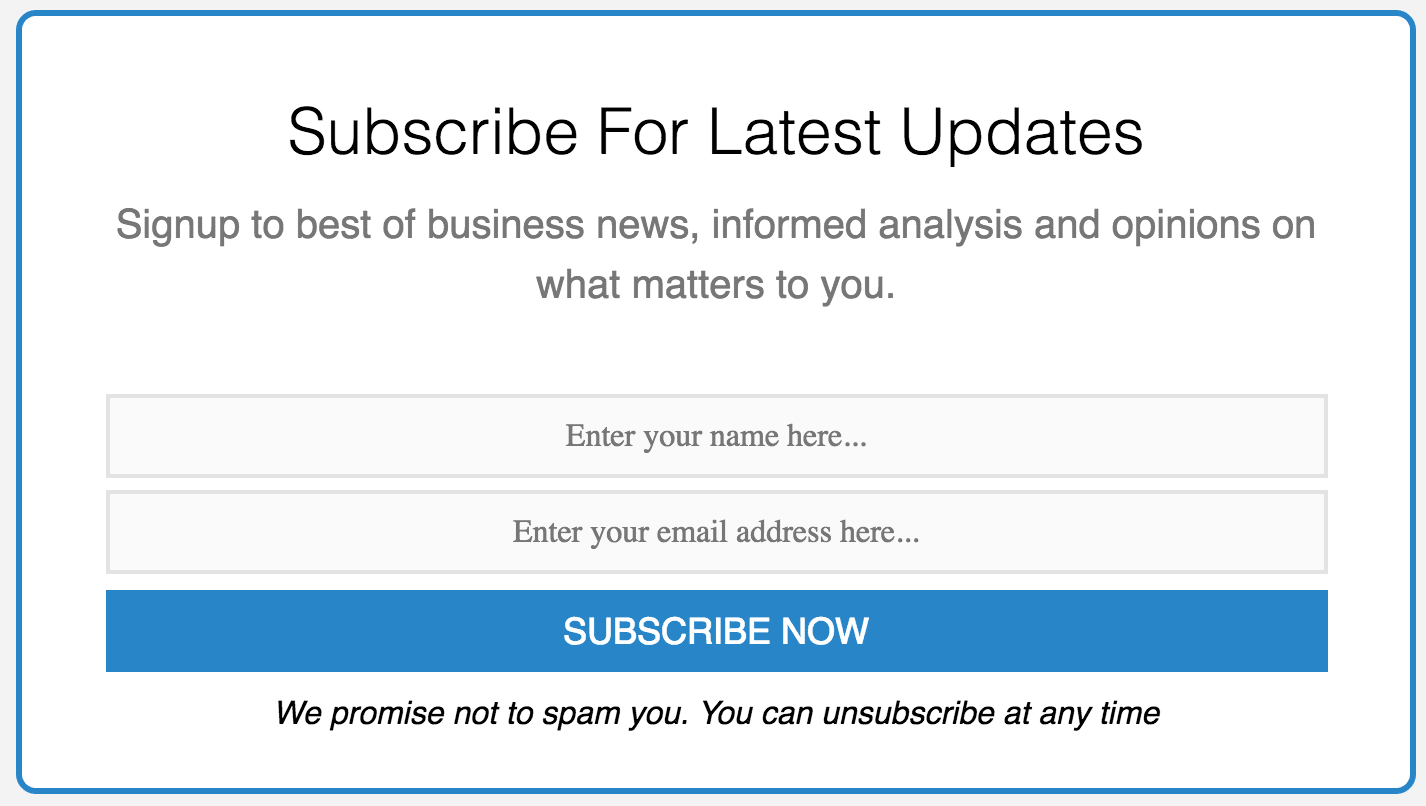 Subscribe For Latest Updates
Signup to best of business news, informed analysis and opinions on
what matters to you.
Enter your name here...
Enter your email address here...
SUBSCRIBE NOW
We promise not to spam you. You can unsubscribe at any time